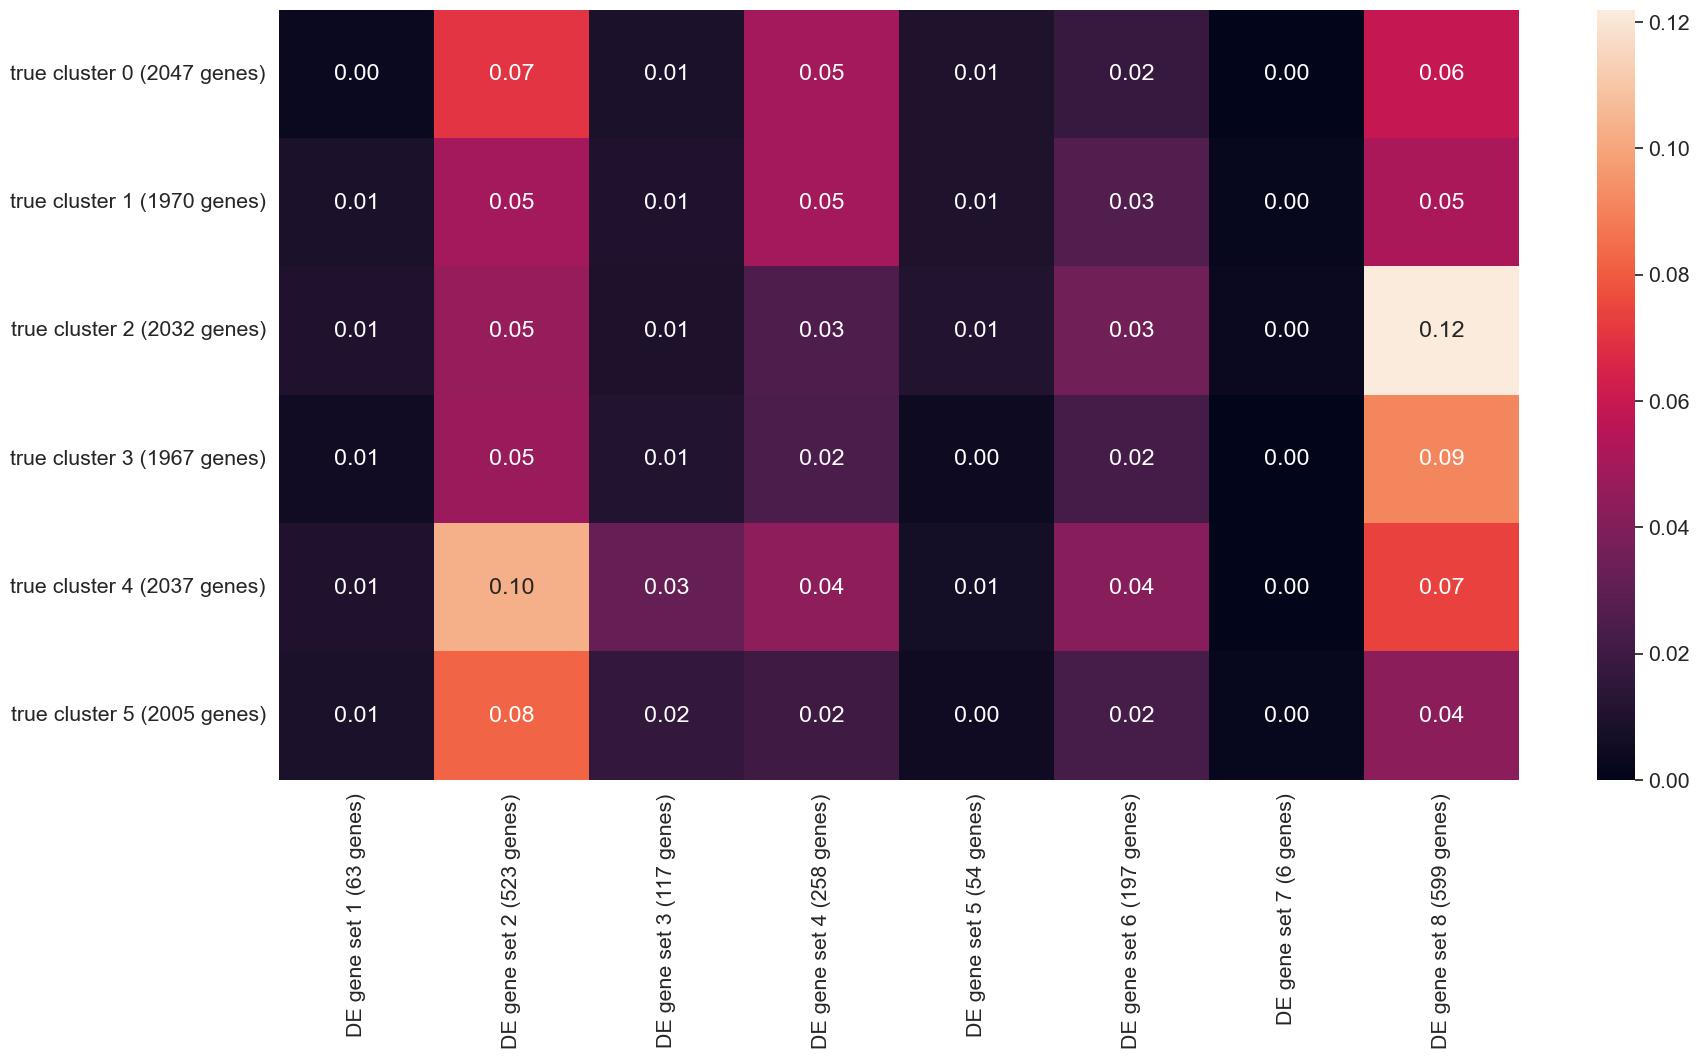 true cluster 0 (2047 genes) 0.00 0.07 0.01 0.05 0.01 0.02 0.00 0.06
true cluster 1 (1970 genes) 0.01 0.05 0.01 0.05 0.01 0.03 0.00 0.05
true cluster 2 (2032 genes) 0.01 0.05 0.01 0.03 0.01 0.03 0.00 0.12
true cluster 3 (1967 genes) 0.01 0.05 0.01 0.02 0.00 0.02 0.00 0.09
true cluster 4 (2037 genes) 0.01 0.10 0.03 0.04 0.01 0.04 0.00 0.07
true cluster 5 (2005 genes) 0.01 0.08 0.02 0.02 0.00 0.02 0.00 0.04
DE gene set 1 (63 genes)
DE gene set 2 (523 genes)
DE gene set 3 (117 genes)
DE gene set 4 (258 genes)
DE gene set 5 (54 genes)
DE gene set 6 (197 genes)
DE gene set 7 (6 genes)
DE gene set 8 (599 genes)
0.12
0.10
0.08
0.06
0.04
0.02
0.00